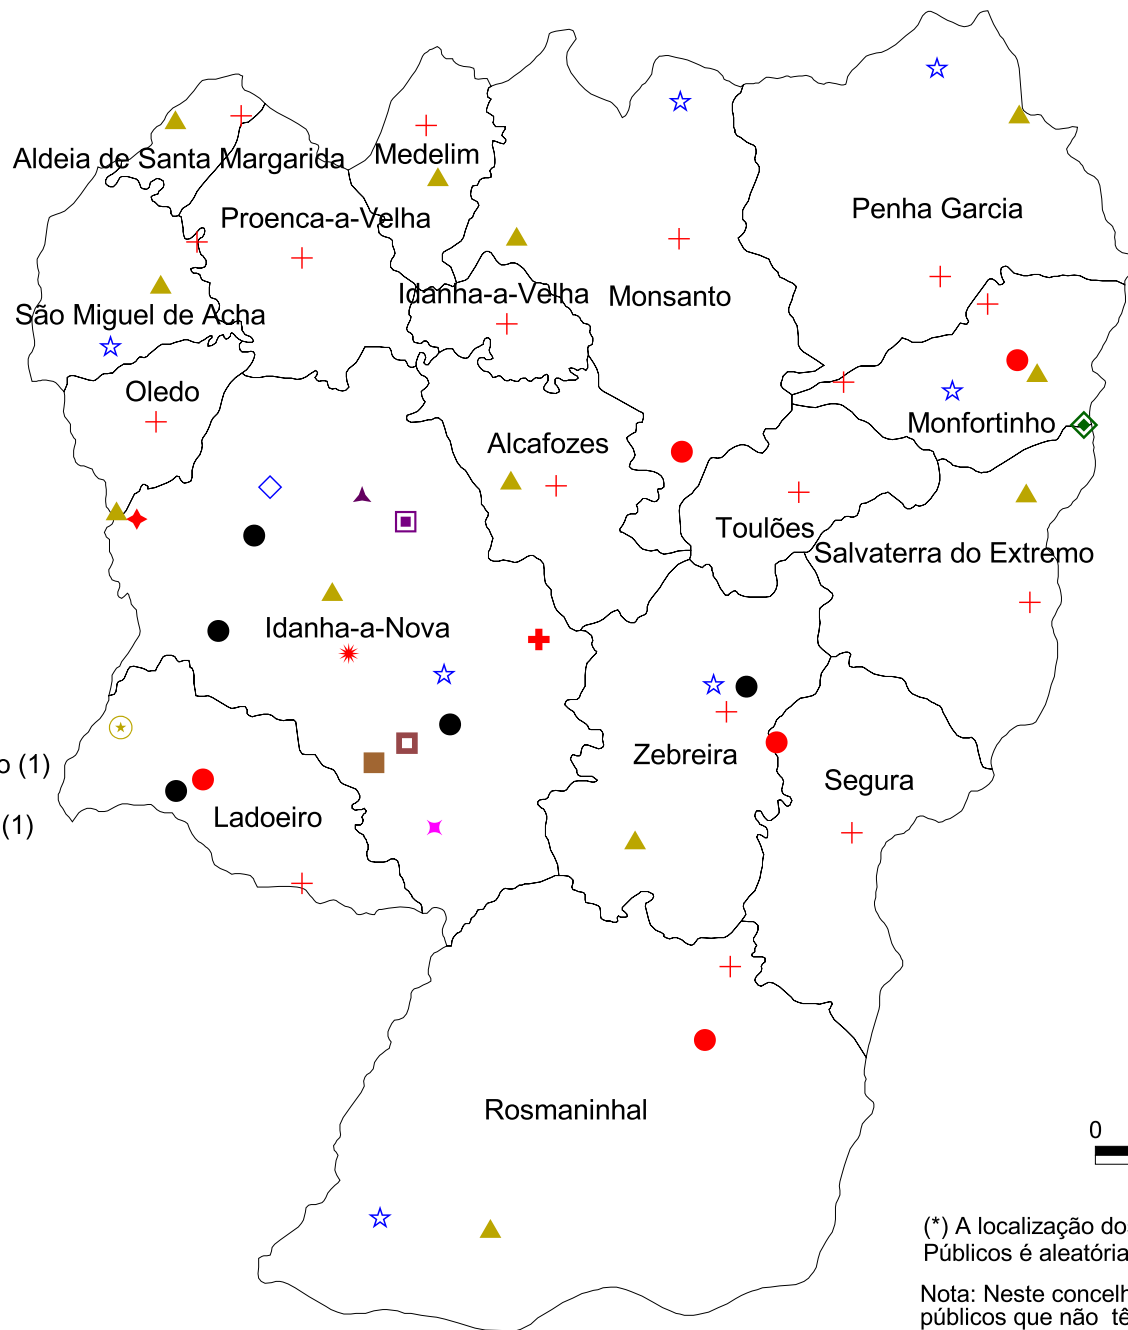 Aldeia de Santa Margarida
Medelim
Proenca-a-Velha
Penha Garcia
Idanha-a-Velha
Monsanto
São Miguel de Acha
Oledo
Monfortinho
Alcafozes
Toulões
Salvaterra do Extremo
Idanha-a-Nova
Zebreira
o (1)
Segura
Ladoeiro
(1)
Rosmaninhal
0
(*) A localização dos
Públicos é aleatória
Nota: Neste concelh
públicos que não tê